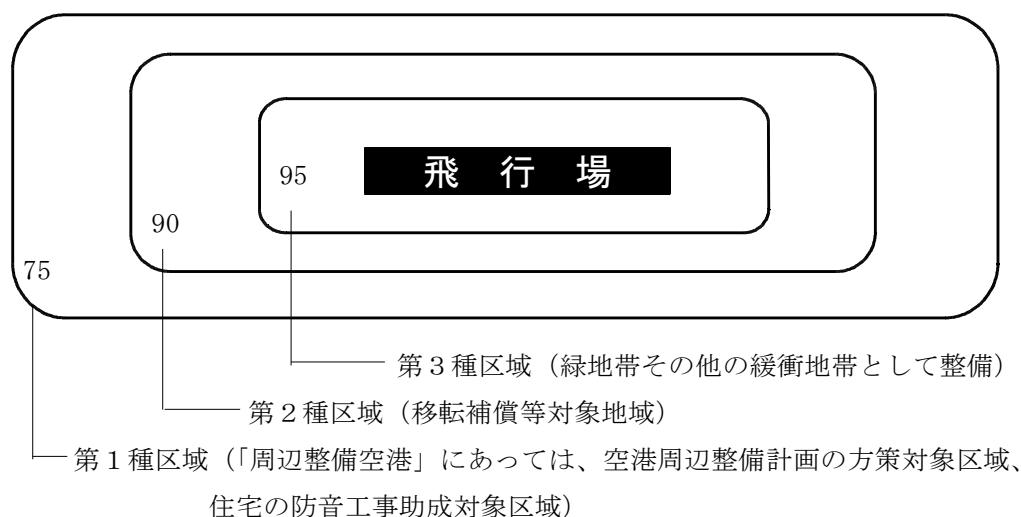 飛行場
95
90
75
第３種区域（緑地帯その他の緩衝地帯として整備）
第２種区域（移転補償等対象地域）
第１種区域（「周辺整備空港」にあっては、空港周辺整備計画の方策対象区域、
住宅の防音工事助成対象区域）